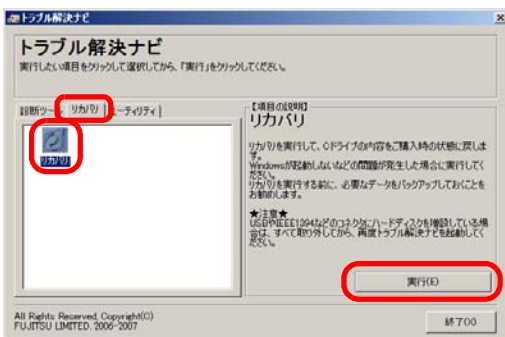 トラブル解決ナビ
トラブル解決ナビ
実行したい項目をクリックして選択してから、「実行」をクリックしてください。
診断ツール リカバリ ユーティリティ
リカバリ
【項目の説明】
リカバリ
リカバリを実行して、Cドライブの内容をご購入時の状態に戻しま
す。
Windowsが起動しないなどの問題が発生した場合に実行してく
ださい。
リカバリを実行する前に、必要なデータをバックアップしておくことを
お勧めします。
★注意★
USBやIEEE1394などのコネクタにハードディスクを増設している場
合は、すべて取り外してから、再度トラブル解決ナビを起動してく
ださい。
実行(E)
All Rights Reserved, Copyright(C)
FUJITSU LIMITED. 2006-2007
終了(X)